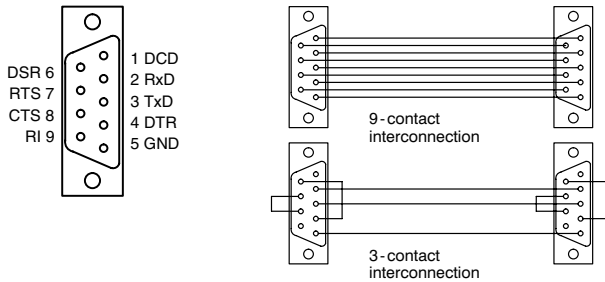 DSR 6
RTS 7
CTS 8
RI 9
1 DCD
2 RxD
3 TxD
4 DTR
5 GND
9-contact
interconnection
3-contact
interconnection